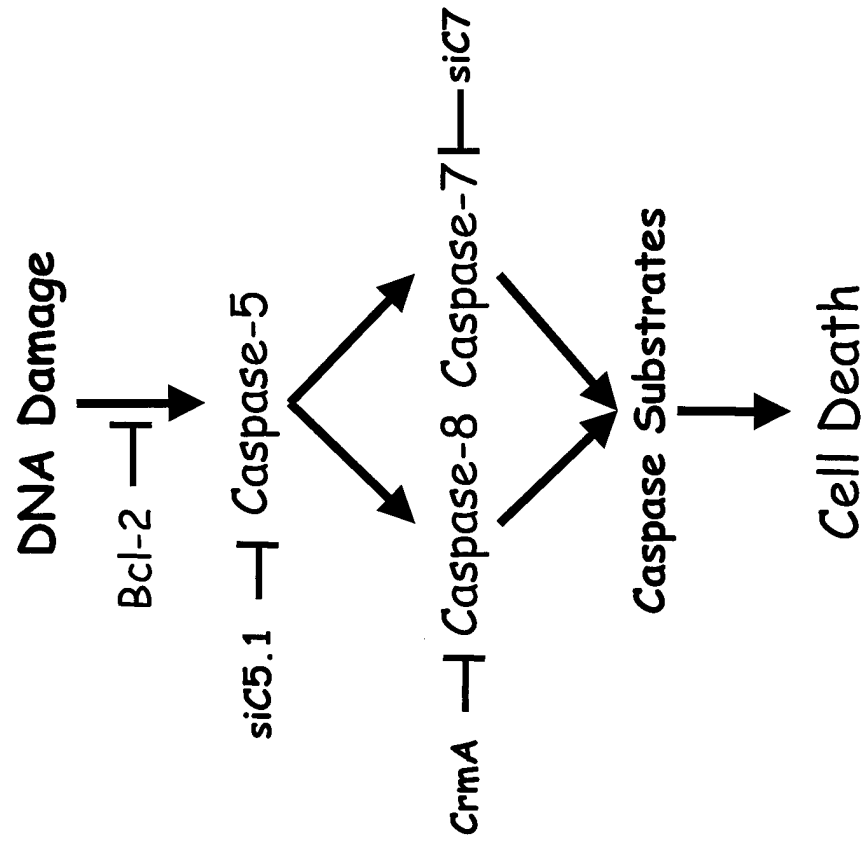 DNA Damage
Bcl-2
siC5.1
Caspase-5
CrmA
Caspase-8
Caspase-7
siC7
Caspase Substrates
Cell Death